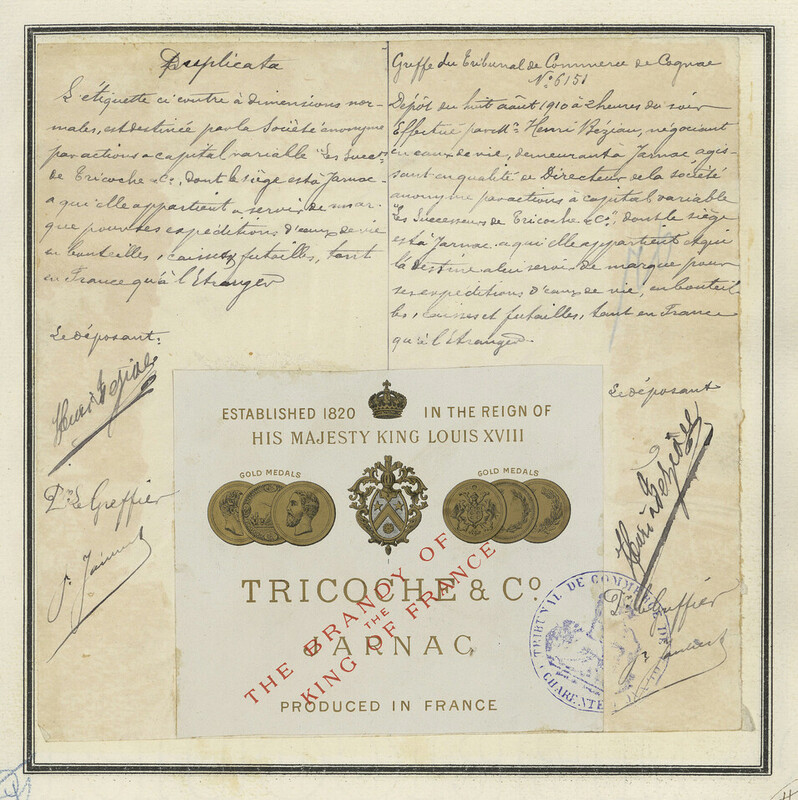 Duplicata
L'étiquette ci contre à dimensions nor-
males, est destinée par la Société anonyme
par actions à capital variable "Les Succrs
de Tricoche & Co, dont le siège est à Jarnac
a qui elle appartient à servir de mar-
que pour ses expéditions d'eaux de vie
en bouteilles, caisses futailles, tant
en France qu'à l'Etranger
Le déposant:
Pr Le Greffier
Greffe du Tribunal de Commerce de Cognac
No 6151
Dépôt du huit août 1910 à 2 heures du soir
Effectué par Mr Henri Béziau, négociant
en eaux de vie, demeurant à Jarnac agis-
sant en qualité de Directeur de la société
anonyme par actions à capital variable
"Les Successeurs de Tricoche & Co", dont le siège
est à Jarnac, a qui elle appartient & qui
la destine a lui servir de marque pour
ses expéditions d'eaux de vie, en bouteil
les, caisses et futailles, tant en France
qu'à l'étranger.
Le déposant
Pr Le Greffier
ESTABLISHED 1820 IN THE REIGN OF
HIS MAJESTY KING LOUIS XVIII
GOLD MEDALS GOLD MEDALS
TRICOCHE & Co.
JARNAC
THE BRANDY OF
THE
KING OF FRANCE
PRODUCED IN FRANCE
TRIBUNAL DE COMMERCE DE
CHARENTE